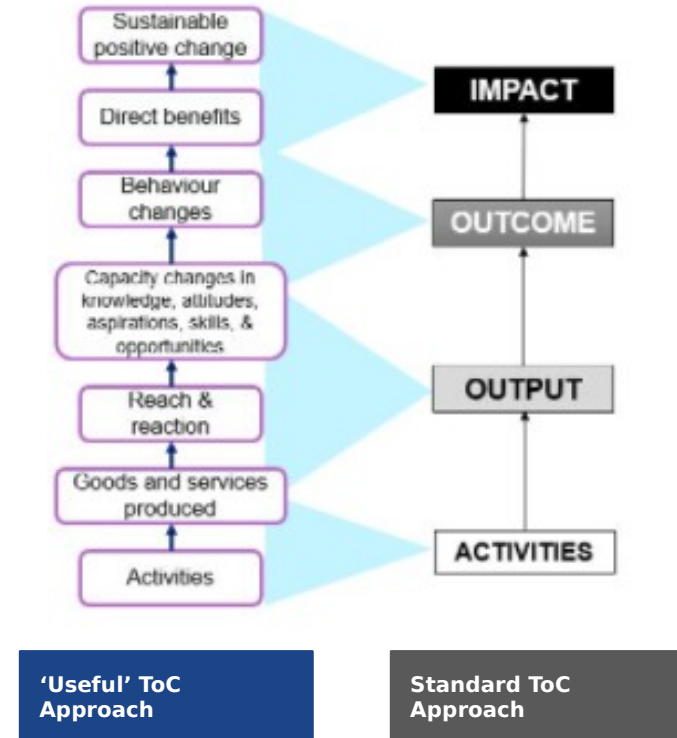 Sustainable
positive change
Direct benefits
Behaviour
changes
Capacity changes in
knowledge, attitudes,
aspirations, skills, &
opportunities
Reach &
reaction
Goods and services
produced
Activities
IMPACT
OUTCOME
OUTPUT
ACTIVITIES
‘Useful’ ToC
Approach
Standard ToC
Approach